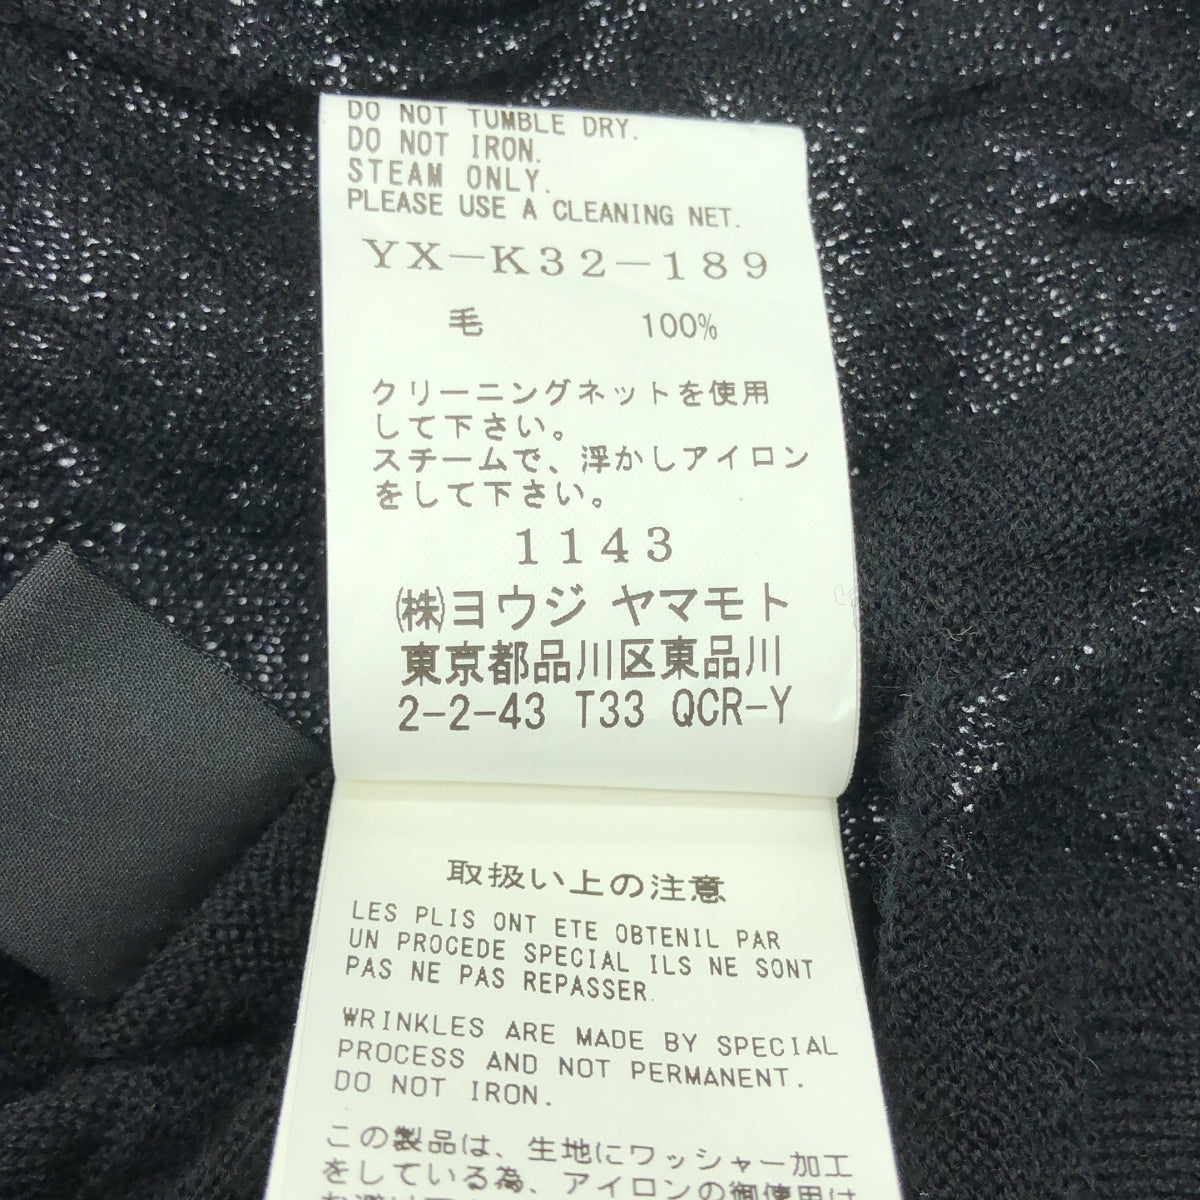 DO NOT TUMBLE DRY.
DO NOT IRON.
STEAM ONLY.
PLEASE USE A CLEANING NET.
YX-K32-189
毛 100%
クリーニングネットを使用
して下さい。
スチームで、浮かしアイロン
をして下さい。
1143
㈱ヨウジ ヤマモト
東京都品川区東品川
2-2-43 T33 QCR-Y
取扱い上の注意
LES PLIS ONT ETE OBTENIL PAR
UN PROCEDE SPECIAL ILS NE SONT
PAS NE PAS REPASSER.
WRINKLES ARE MADE BY SPECIAL
PROCESS AND NOT PERMANENT.
DO NOT IRON.
この製品は、生地にワッシャー加工
をしている為、アイロンの御使用は